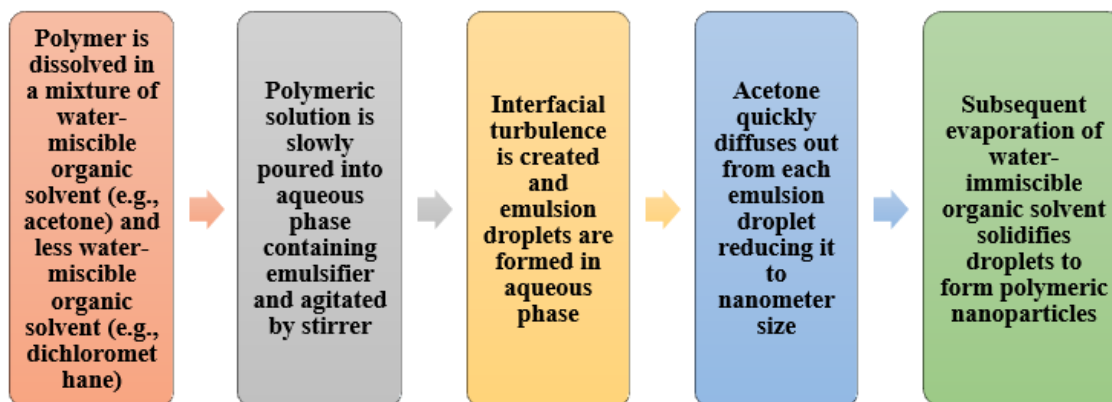 Polymer is
dissolved in
a mixture of
water-
miscible
organic
solvent (e.g.,
acetone) and
less water-
miscible
organic
solvent (e.g.,
dichloromet
hane)
Polymeric
solution is
slowly
poured into
aqueous
phase
containing
emulsifier
and agitated
by stirrer
Interfacial
turbulence
is created
and
emulsion
droplets are
formed in
aqueous
phase
Acetone
quickly
diffuses out
from each
emulsion
droplet
reducing it to
nanometer
size
Subsequent
evaporation of
water-
immiscible
organic solvent
solidifies
droplets to
form polymeric
nanoparticles